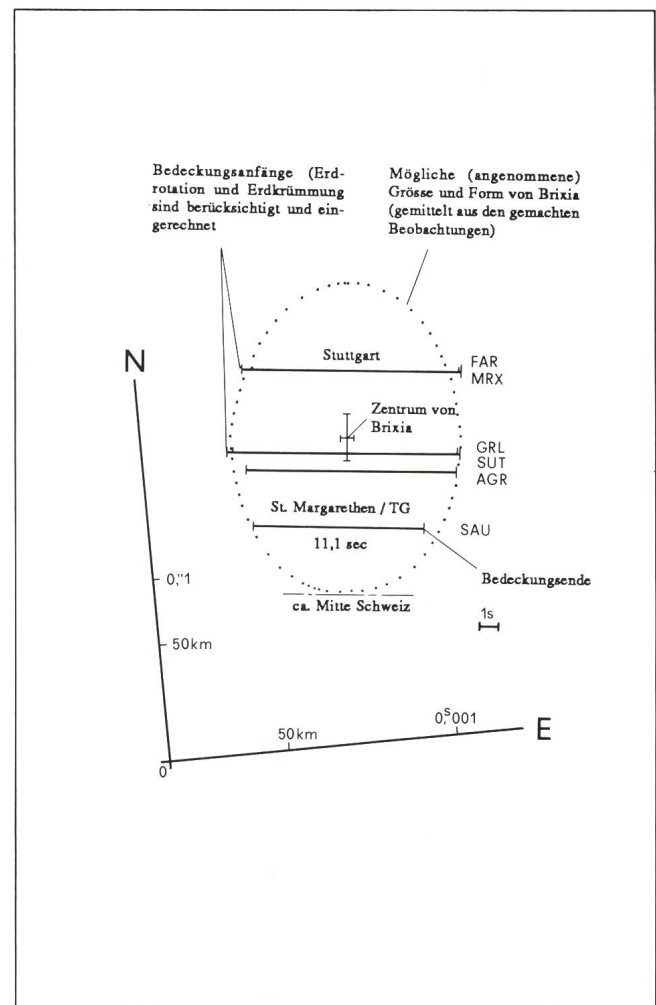 Bedeckungsanfänge (Erd-
rotation und Erdkrümmung
sind berücksichtigt und ein-
gerechnet
Mögliche (angenommene)
Grösse und Form von Brixia
(gemittelt aus den gemachten
Beobachtungen)
N
Stuttgart
FAR
MRX
Zentrum von
Brixia
GRL
SUT
AGR
St. Margarethen / TG
SAU
11,1 sec
Bedeckungsende
0,"1
ca. Mitte Schweiz
1s
50km
0,ˢ001
50km
E
0